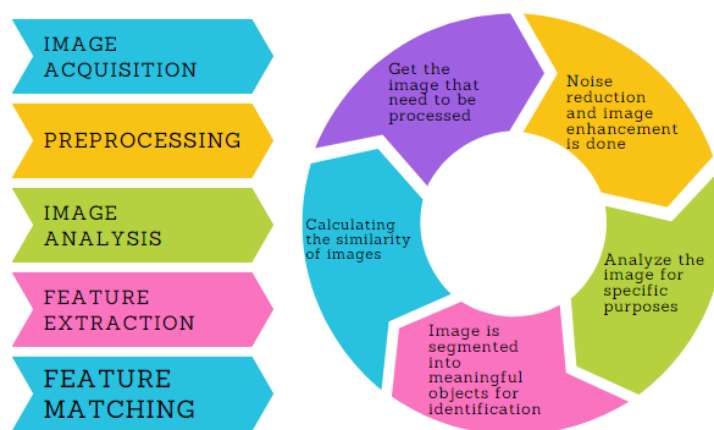 IMAGE
ACQUISITION
PREPROCESSING
IMAGE
ANALYSIS
FEATURE
EXTRACTION
FEATURE
MATCHING
Get the
image that
need to be
processed
Noise
reduction
and image
enhancement
is done
Analyze the
image for
specific
purposes
Image is
segmented
into
meaningful
objects for
identification
Calculating
the similarity
of images